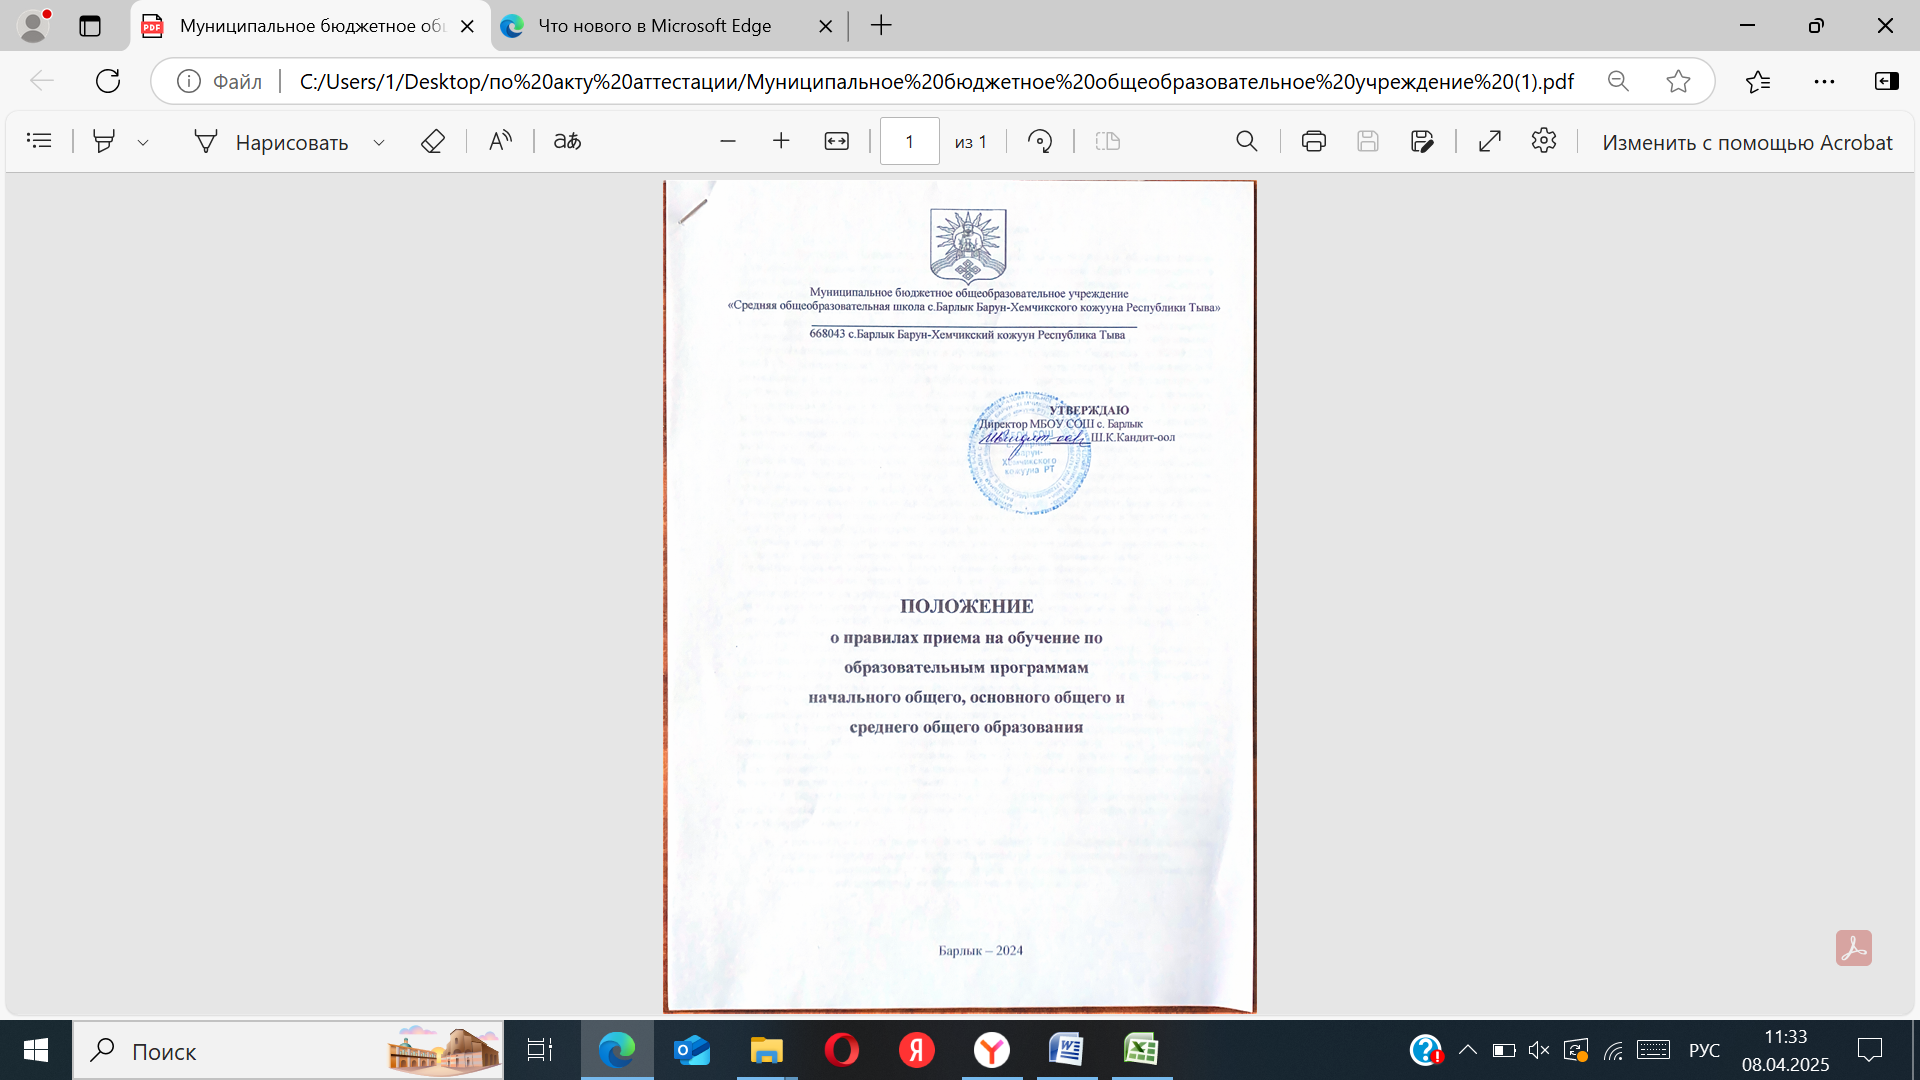 Муниципальное бюджетное об
Что нового в Microsoft Edge
Файл
C:/Users/1/Desktop/по%20акту%20аттестации/Муниципальное%20бюджетное%20общеобразовательное%20учреждение%20(1).pdf
Нарисовать
1
из 1
Изменить с помощью Acrobat
Муниципальное бюджетное общеобразовательное учреждение
«Средняя общеобразовательная школа с.Барлык Барун-Хемчикского кожууна Республики Тыва»
668043 с.Барлык Барун-Хемчикский кожуун Республика Тыва
УТВЕРЖДАЮ
Директор МБОУ СОШ с. Барлык
Ш.К.Кандит-оол
Барун-
Хемчикского
кожууна РТ
ПОЛОЖЕНИЕ
о правилах приема на обучение по
образовательным программам
начального общего, основного общего и
среднего общего образования
Барлык – 2024
Поиск
РУС
11:33
08.04.2025